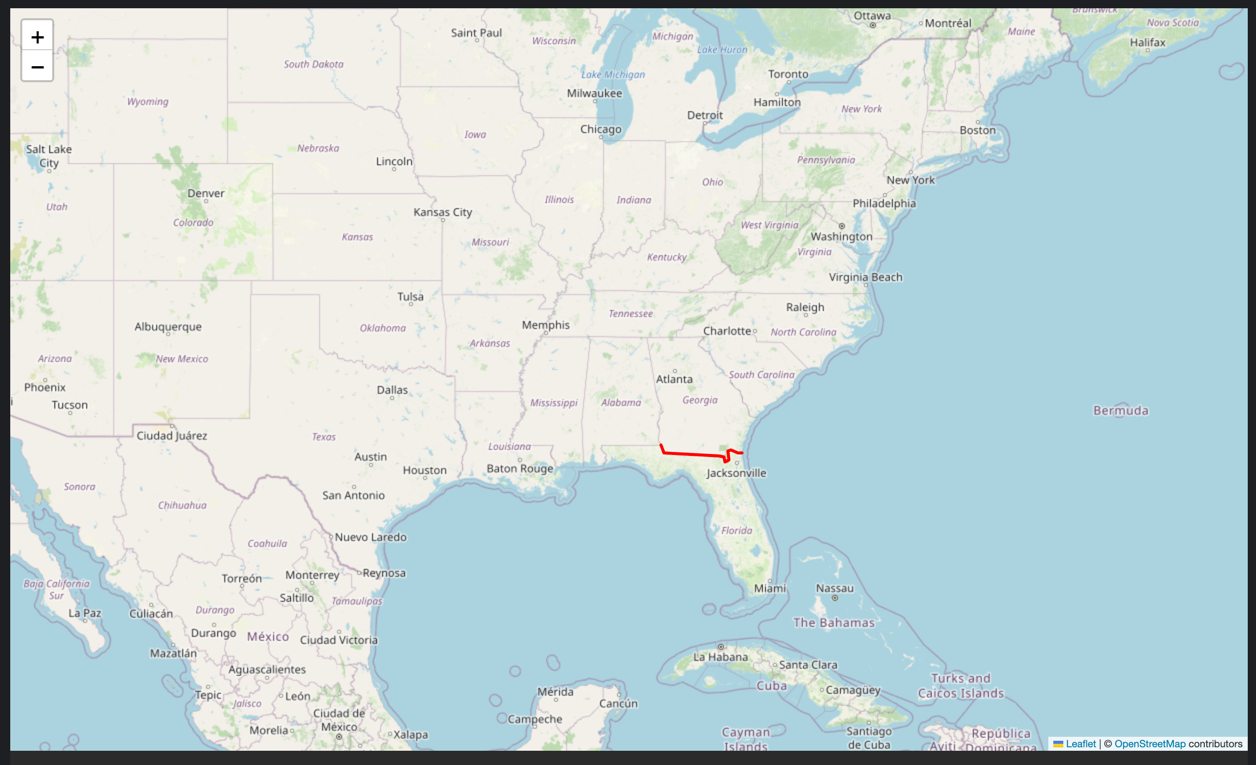 +
−
Ottawa
Montréal
Nova Scotia
Maine
Halifax
Saint Paul
Wisconsin
Michigan
Lake Huron
South Dakota
Lake Michigan
Toronto
Milwaukee
Hamilton
Wyoming
New York
Detroit
Chicago
Boston
Iowa
Salt Lake
City
Nebraska
Lincoln
Pennsylvania
New York
Denver
Ohio
Utah
Illinois
Indiana
Philadelphia
Colorado
Kansas City
West Virginia
Kansas
Missouri
Washington
Virginia
Kentucky
Virginia Beach
Tulsa
Raleigh
Albuquerque
Oklahoma
Memphis
Tennessee
Charlotte
North Carolina
Arkansas
Arizona
New Mexico
Phoenix
Dallas
Atlanta
South Carolina
Tucson
Mississippi
Alabama
Georgia
Bermuda
Ciudad Juárez
Texas
Louisiana
Austin
Houston
Baton Rouge
Jacksonville
Sonora
San Antonio
Chihuahua
Florida
Nuevo Laredo
Coahuila
Torreón
Monterrey
Reynosa
Baja California
Sur
Saltillo
Miami
Nassau
La Paz
Culiacán
Durango
Tamaulipas
The Bahamas
Durango
México
Ciudad Victoria
Mazatlán
La Habana
Santa Clara
Aguascalientes
Turks and
Caicos Islands
Cuba
Camagüey
Tepic
León
Mérida
Cancún
Jalisco
Ciudad de
México
Campeche
Morelia
Xalapa
Cayman
Islands
Santiago
de Cuba
República
Dominicana
Leaflet | © OpenStreetMap contributors